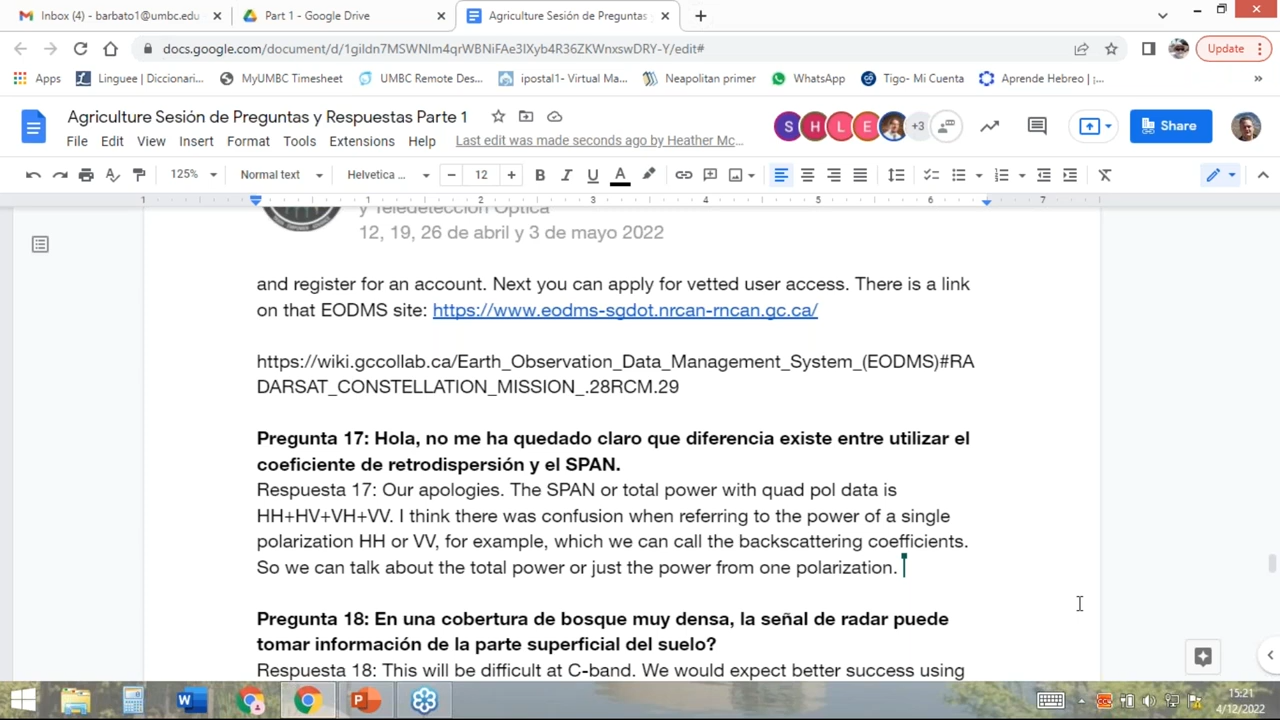 Inbox (4) - barbato1@umbc.edu
Part 1 - Google Drive
Agriculture Sesión de Preguntas
docs.google.com/document/d/1giIdn7MSWNIm4qrWBNiFAe3IXyb4R36ZKWnxswDRY-Y/edit#
Update
Apps
Linguee | Diccionari...
MyUMBC Timesheet
UMBC Remote Des...
ipostal1- Virtual Ma...
Neapolitan primer
WhatsApp
Tigo- Mi Cuenta
Aprende Hebreo | ¡...
»
Agriculture Sesión de Preguntas y Respuestas Parte 1
S H L E +3
Share
File Edit View Insert Format Tools Extensions Help Last edit was made seconds ago by Heather Mc...
125% Normal text Helvetica ... 12 B I U A
1 1 2 3 4 5 6 7
y Teledetección Óptica
12, 19, 26 de abril y 3 de mayo 2022
and register for an account. Next you can apply for vetted user access. There is a link
on that EODMS site: https://www.eodms-sgdot.nrcan-rncan.gc.ca/
https://wiki.gccollab.ca/Earth_Observation_Data_Management_System_(EODMS)#RA
DARSAT_CONSTELLATION_MISSION_.28RCM.29
Pregunta 17: Hola, no me ha quedado claro que diferencia existe entre utilizar el
coeficiente de retrodispersión y el SPAN.
Respuesta 17: Our apologies. The SPAN or total power with quad pol data is
HH+HV+VH+VV. I think there was confusion when referring to the power of a single
polarization HH or VV, for example, which we can call the backscattering coefficients.
So we can talk about the total power or just the power from one polarization.
Pregunta 18: En una cobertura de bosque muy densa, la señal de radar puede
tomar información de la parte superficial del suelo?
Respuesta 18: This will be difficult at C-band. We would expect better success using
15:21
4/12/2022